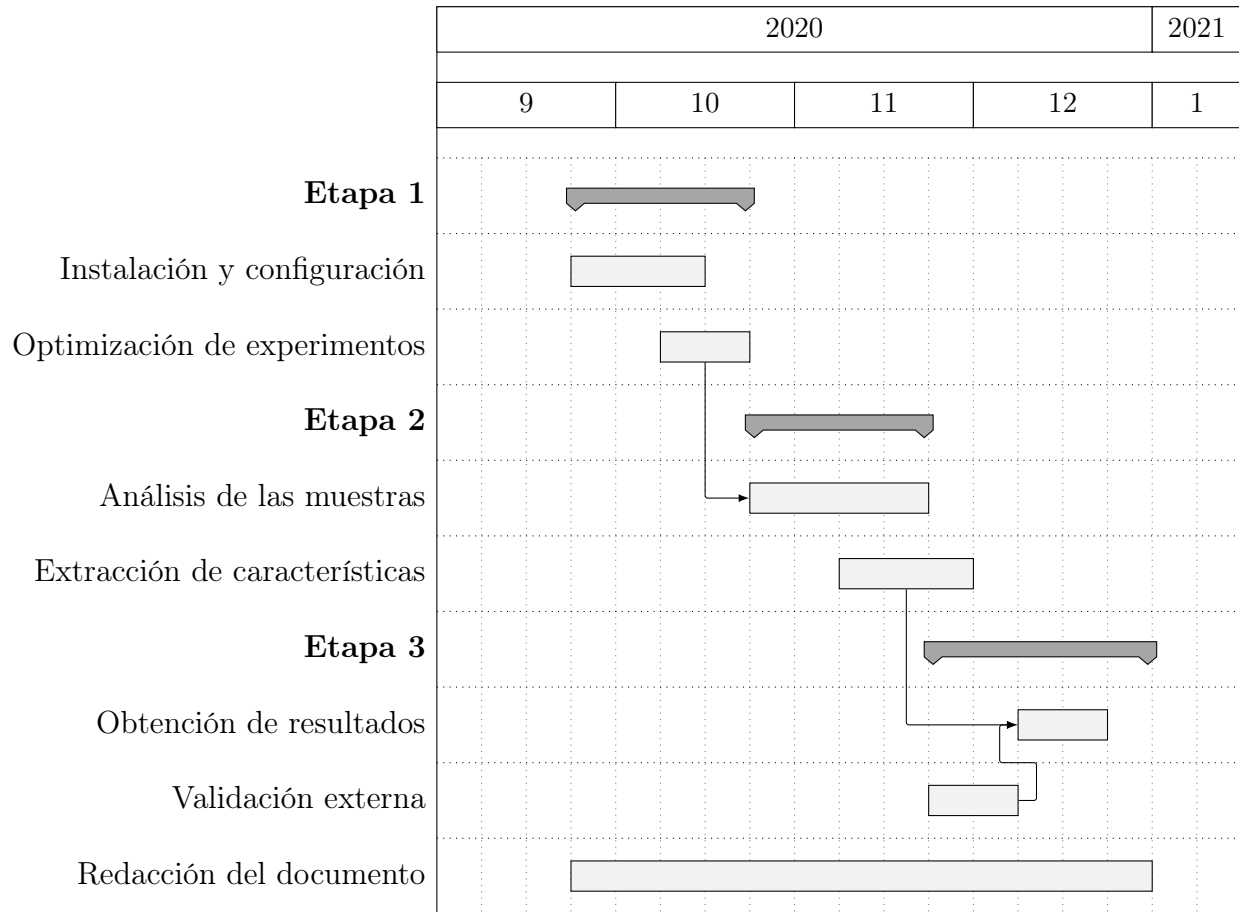 2020 2021
9 10 11 12 1
Etapa 1
Instalación y configuración
Optimización de experimentos
Etapa 2
Análisis de las muestras
Extracción de características
Etapa 3
Obtención de resultados
Validación externa
Redacción del documento